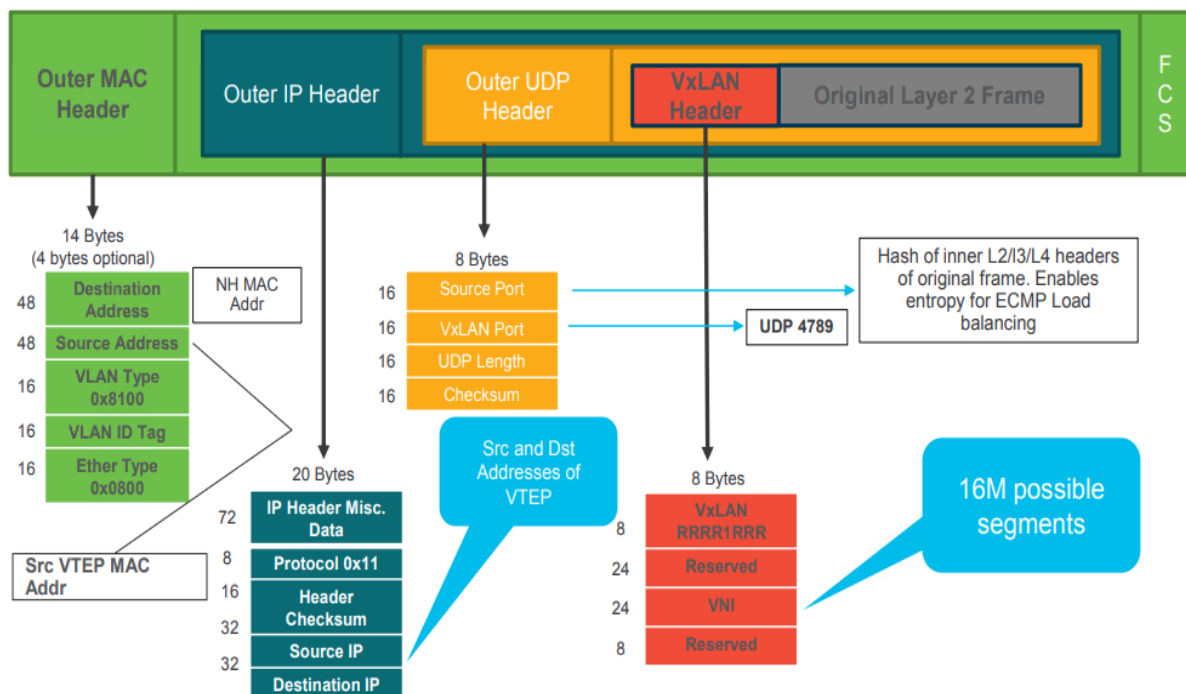 Outer MAC
Header
Outer IP Header
Outer UDP
Header
VxLAN
Header
Original Layer 2 Frame
F
C
S
14 Bytes
(4 bytes optional)
48
Destination
Address
NH MAC
Addr
48
Source Address
16
VLAN Type
0x8100
16
VLAN ID Tag
16
Ether Type
0x0800
Src VTEP MAC
Addr
20 Bytes
72
IP Header Misc.
Data
8
Protocol 0x11
16
Header
Checksum
32
Source IP
32
Destination IP
8 Bytes
16
Source Port
16
VxLAN Port
16
UDP Length
16
Checksum
Hash of inner L2/I3/L4 headers
of original frame. Enables
entropy for ECMP Load
balancing
UDP 4789
Src and Dst
Addresses of
VTEP
8 Bytes
8
VxLAN
RRRR1RRR
24
Reserved
24
VNI
8
Reserved
16M possible
segments